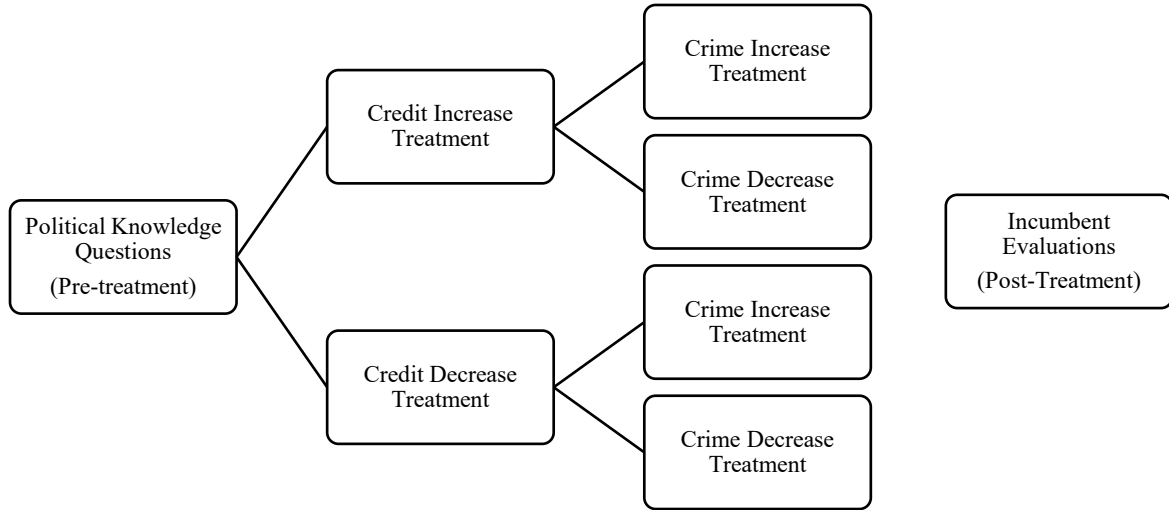 Political Knowledge
Questions
(Pre-treatment)
Credit Increase
Treatment
Credit Decrease
Treatment
Crime Increase
Treatment
Crime Decrease
Treatment
Crime Increase
Treatment
Crime Decrease
Treatment
Incumbent
Evaluations
(Post-Treatment)